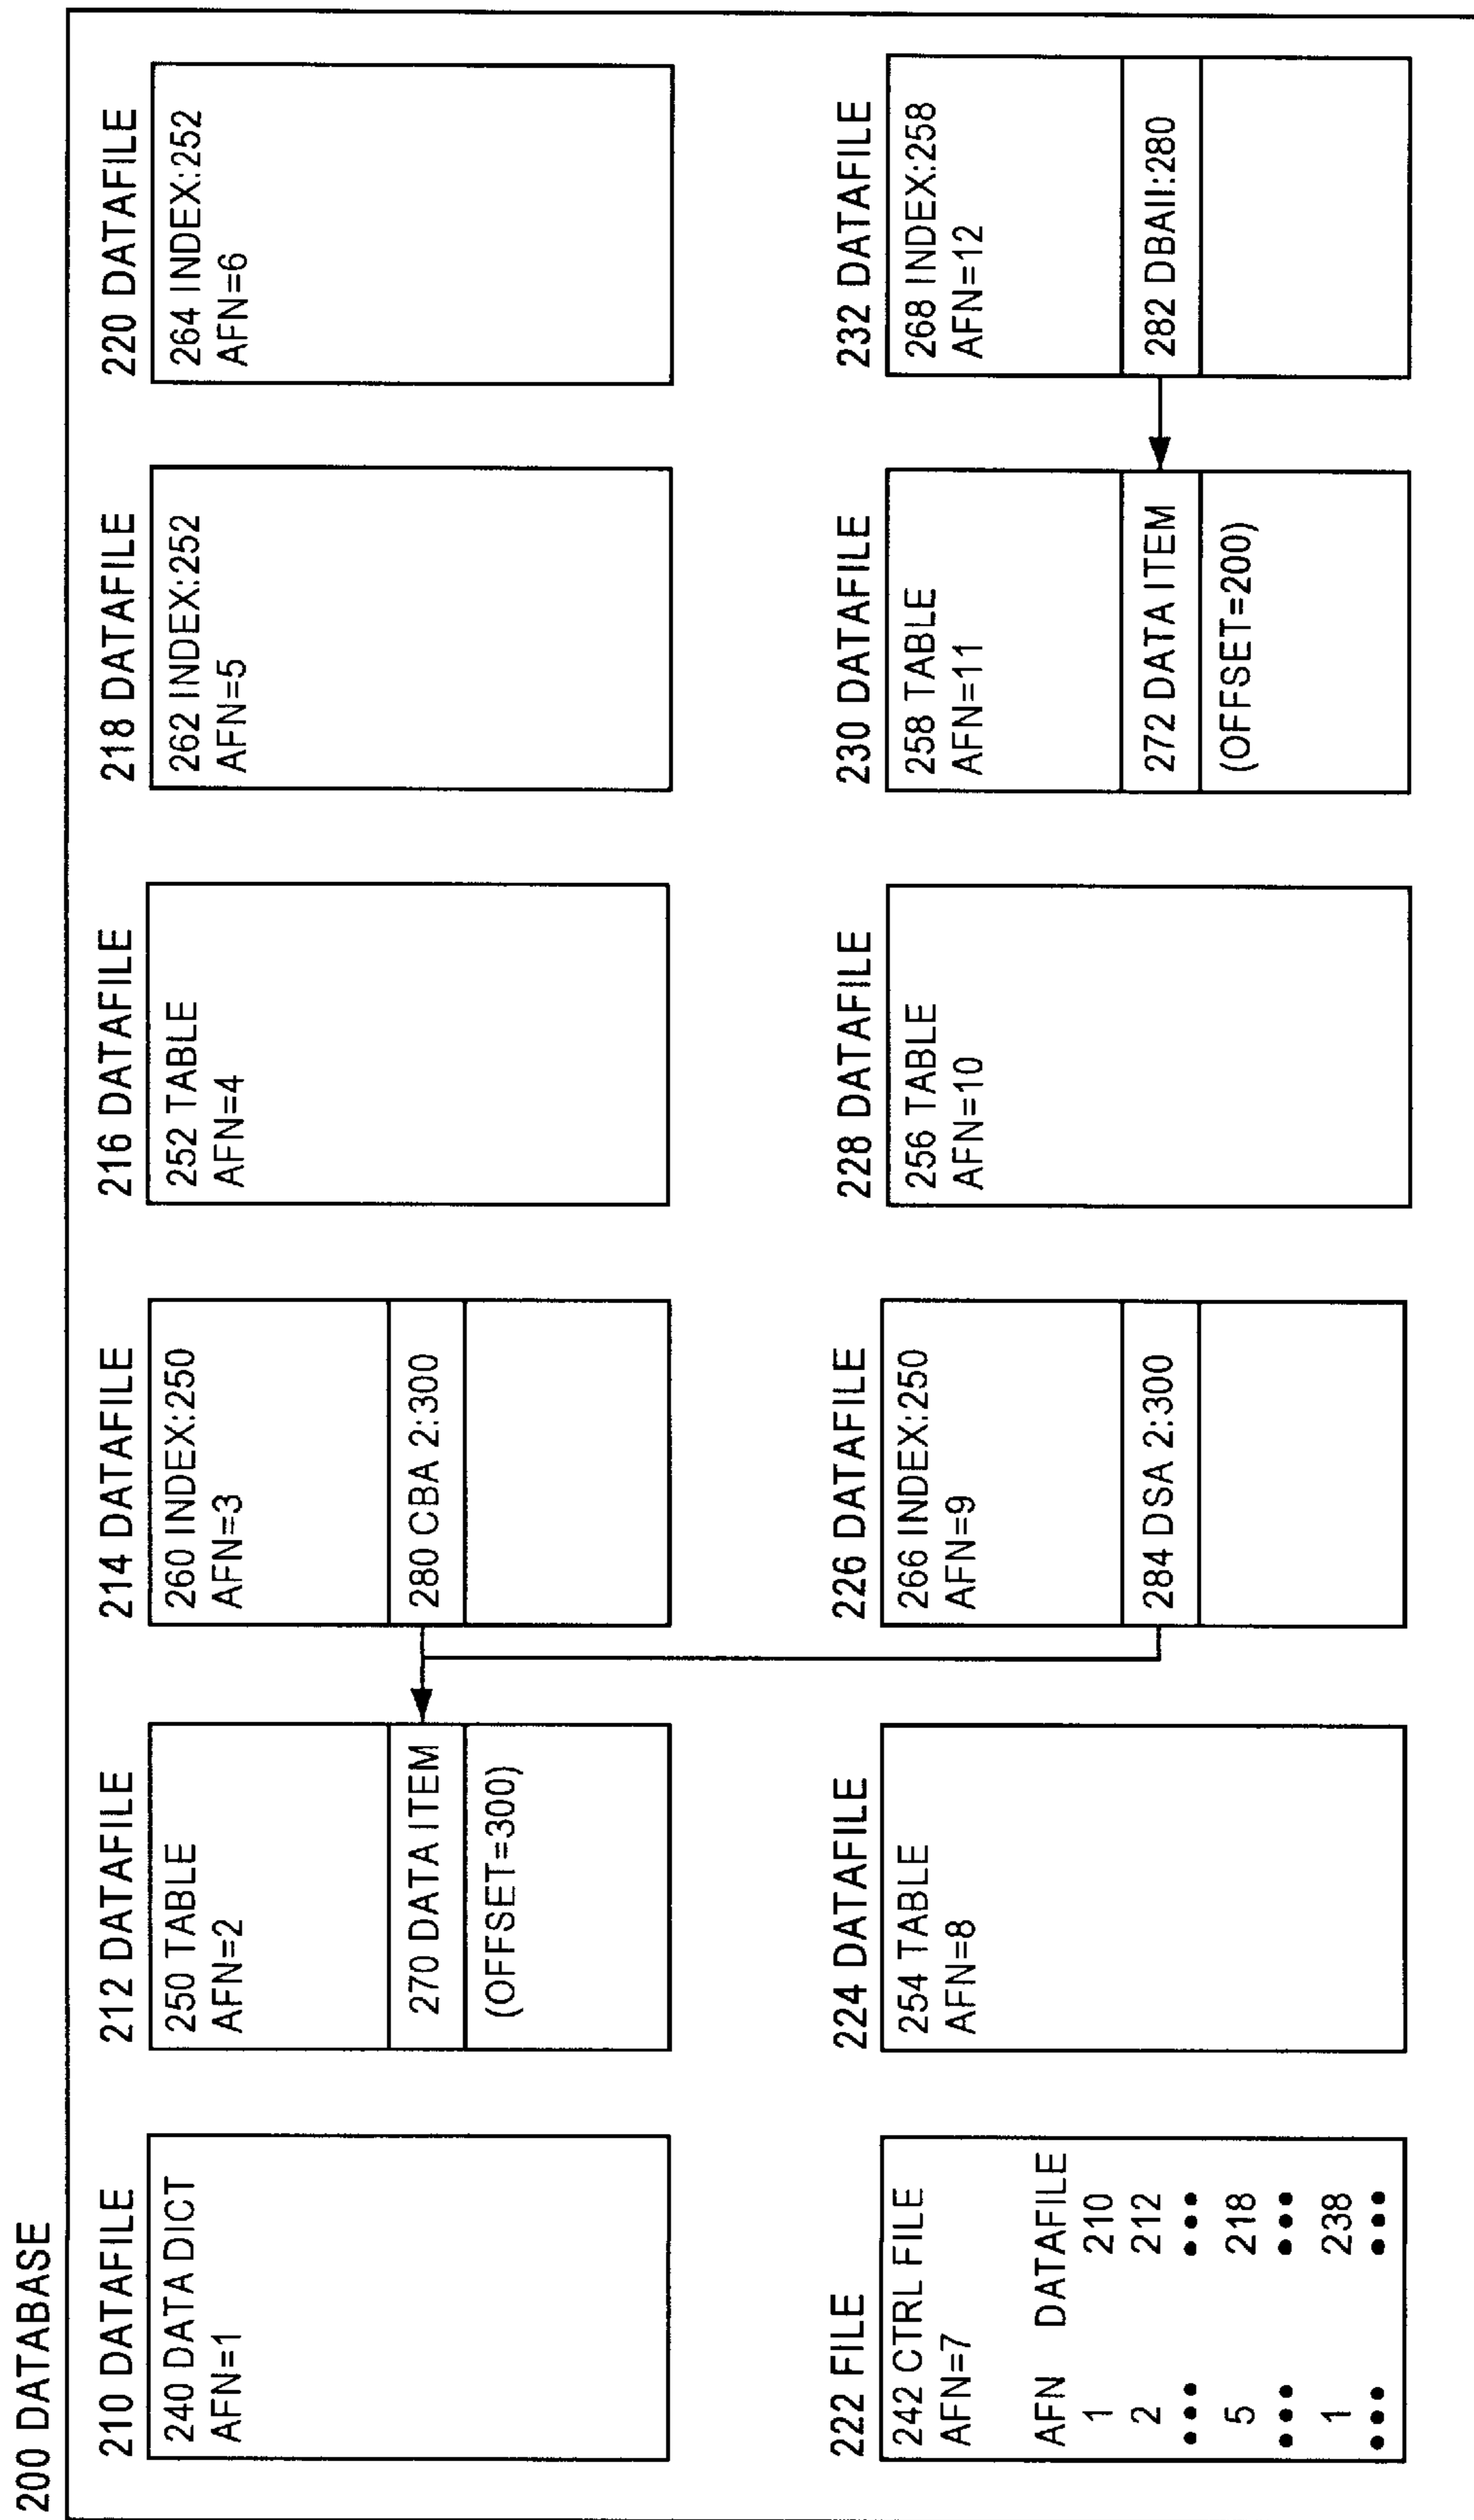 200 DATABASE
210 DATAFILE
240 DATA DICT
AFN=1
212 DATAFILE
250 TABLE
AFN=2
270 DATA ITEM
(OFFSET=300)
214 DATAFILE
260 INDEX:250
AFN=3
280 CBA 2:300
216 DATAFILE
252 TABLE
AFN=4
218 DATAFILE
262 INDEX:252
AFN=5
220 DATAFILE
264 INDEX:252
AFN=6
222 FILE
242 CTRL FILE
AFN=7
AFN DATAFILE
1 210
2 212
••• •••
5 218
••• •••
1 238
••• •••
224 DATAFILE
254 TABLE
AFN=8
226 DATAFILE
266 INDEX:250
AFN=9
284 DSA 2:300
228 DATAFILE
256 TABLE
AFN=10
230 DATAFILE
258 TABLE
AFN=11
272 DATA ITEM
(OFFSET=200)
232 DATAFILE
268 INDEX:258
AFN=12
282 DBAII:280